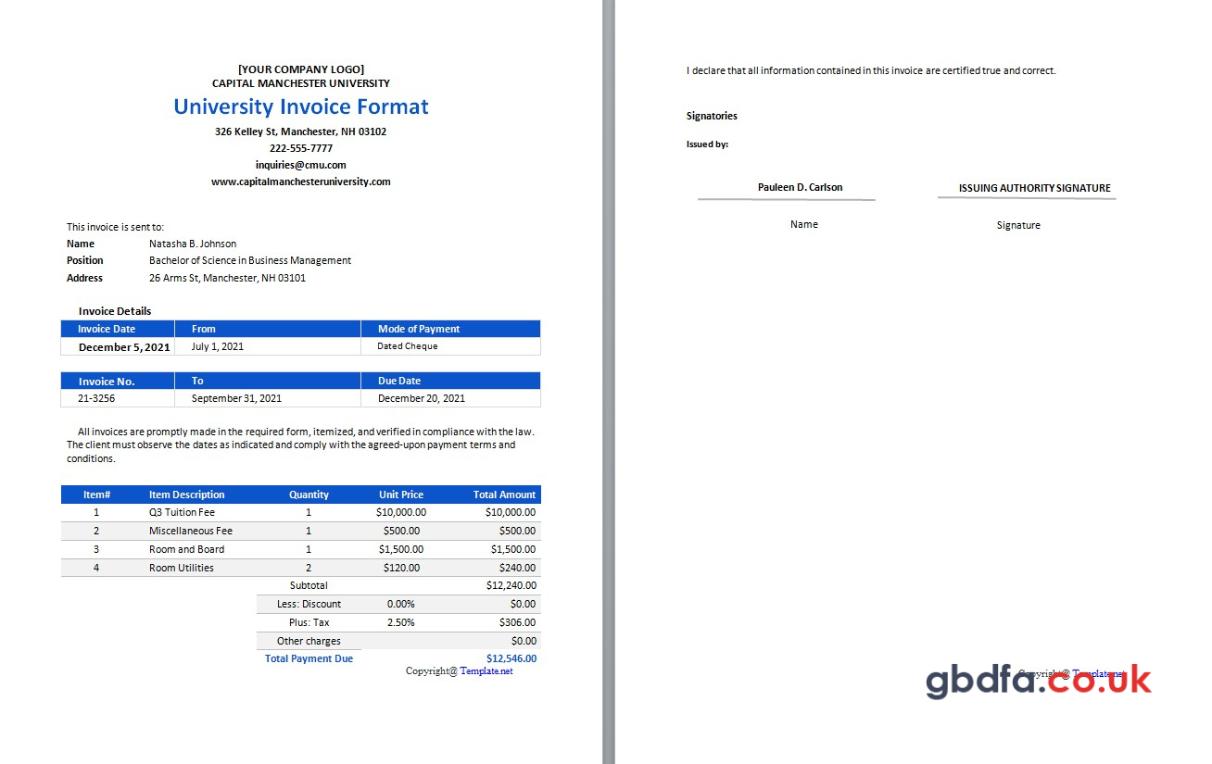 [YOUR COMPANY LOGO]
CAPITAL MANCHESTER UNIVERSITY
University Invoice Format
326 Kelley St, Manchester, NH 03102
222-555-7777
inquiries@cmu.com
www.capitalmanchesteruniversity.com
This invoice is sent to:
Name Natasha B. Johnson
Position Bachelor of Science in Business Management
Address 26 Arms St, Manchester, NH 03101
Invoice Details
Invoice Date From Mode of Payment
December 5, 2021 July 1, 2021 Dated Cheque
Invoice No. To Due Date
21-3256 September 31, 2021 December 20, 2021
All invoices are promptly made in the required form, itemized, and verified in compliance with the law.
The client must observe the dates as indicated and comply with the agreed-upon payment terms and
conditions.
Item# Item Description Quantity Unit Price Total Amount
1 Q3 Tuition Fee 1 $10,000.00 $10,000.00
2 Miscellaneous Fee 1 $500.00 $500.00
3 Room and Board 1 $1,500.00 $1,500.00
4 Room Utilities 2 $120.00 $240.00
Subtotal $12,240.00
Less: Discount 0.00% $0.00
Plus: Tax 2.50% $306.00
Other charges $0.00
Total Payment Due $12,546.00
Copyright@ Template.net
I declare that all information contained in this invoice are certified true and correct.
Signatories
Issued by:
Pauleen D. Carlson ISSUING AUTHORITY SIGNATURE
Name Signature
Copyright@ Template.net
gbdfa.co.uk